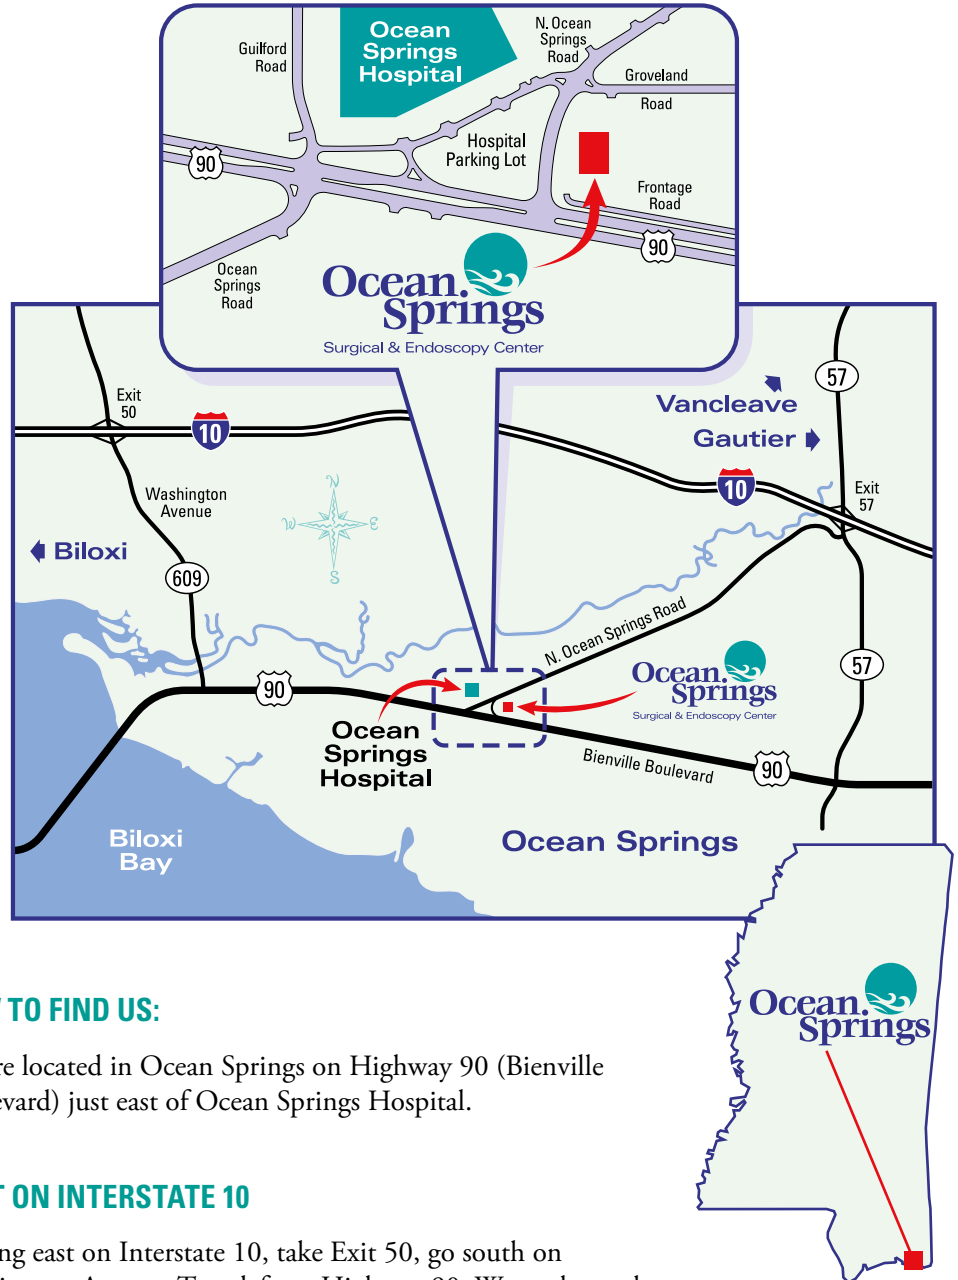 Ocean
Springs
Hospital
N. Ocean
Springs
Road
Guilford
Road
Groveland
Road
Hospital
Parking Lot
90
Frontage
Road
90
Ocean
Springs
Road
Ocean
Springs
Surgical & Endoscopy Center
Exit
50
10
57
Vancleave
Gautier
10
Exit
57
Washington
Avenue
N
W
E
S
Biloxi
609
N. Ocean Springs Road
90
Ocean
Springs
Surgical & Endoscopy Center
57
Ocean
Springs
Hospital
Bienville Boulevard
90
Biloxi
Bay
Ocean Springs
Ocean
Springs
TO FIND US:
located in Ocean Springs on Highway 90 (Bienville
just east of Ocean Springs Hospital.
ON INTERSTATE 10
east on Interstate 10, take Exit 50, go south on